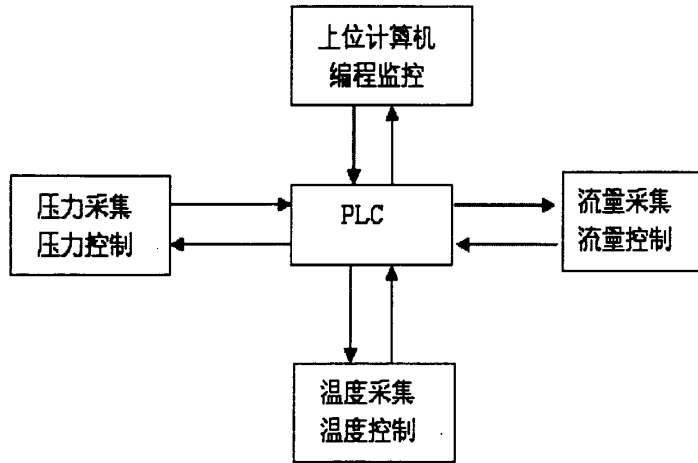 上位计算机
编程监控
压力采集
压力控制
PLC
流量采集
流量控制
温度采集
温度控制